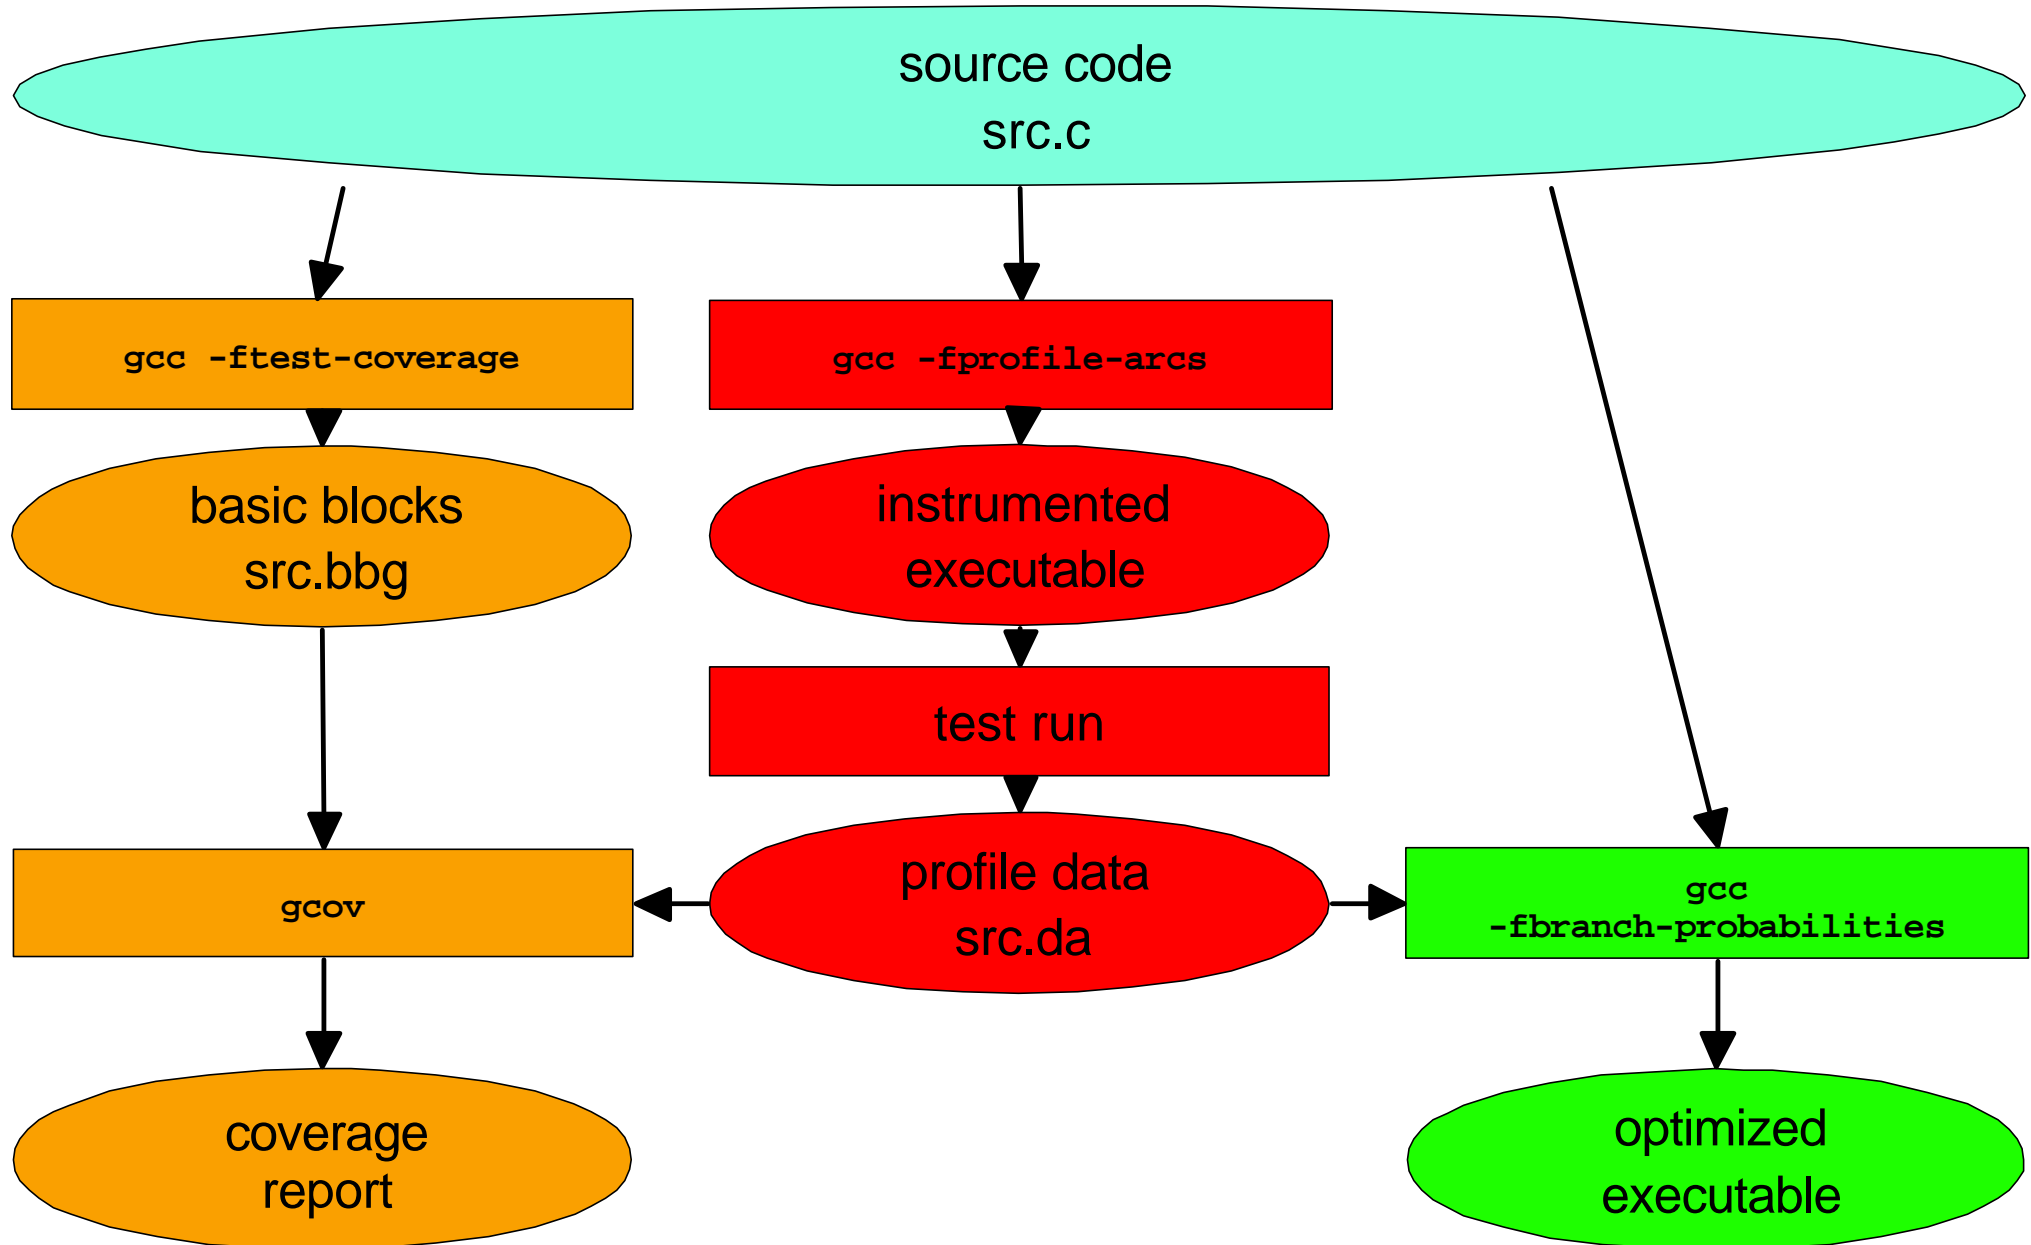 source code
src.c
gcc -ftest-coverage
gcc -fprofile-arcs
basic blocks
src.bbg
instrumented
executable
test run
gcov
profile data
src.da
gcc
-fbranch-probabilities
coverage
report
optimized
executable